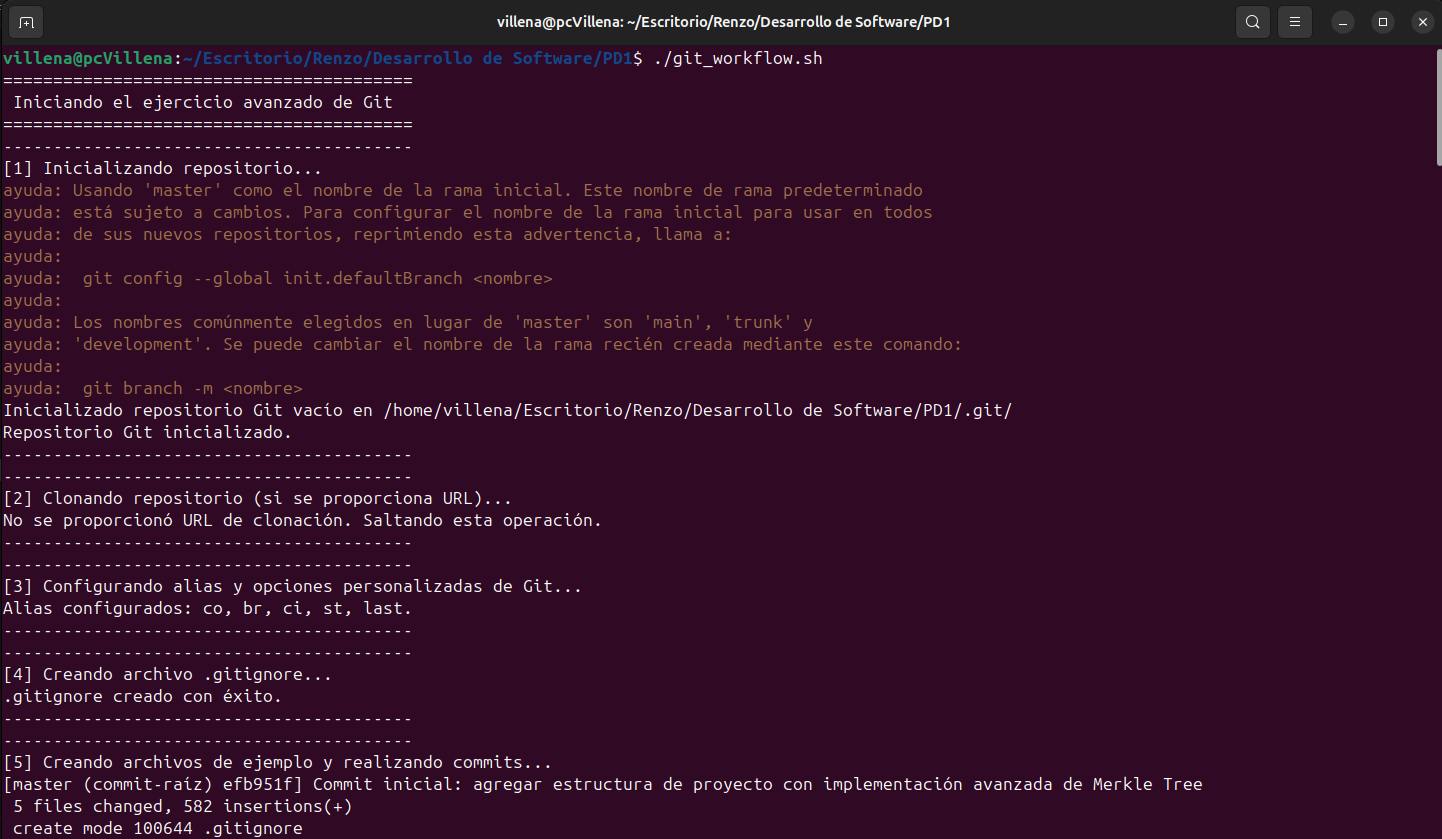 villena@pcVillena: ~/Escritorio/Renzo/Desarrollo de Software/PD1
villena@pcVillena:~/Escritorio/Renzo/Desarrollo de Software/PD1$ ./git_workflow.sh
=========================================
 Iniciando el ejercicio avanzado de Git
=========================================
-----------------------------------------
[1] Inicializando repositorio...
ayuda: Usando 'master' como el nombre de la rama inicial. Este nombre de rama predeterminado
ayuda: está sujeto a cambios. Para configurar el nombre de la rama inicial para usar en todos
ayuda: de sus nuevos repositorios, reprimiendo esta advertencia, llama a:
ayuda:
ayuda:  git config --global init.defaultBranch <nombre>
ayuda:
ayuda: Los nombres comúnmente elegidos en lugar de 'master' son 'main', 'trunk' y
ayuda: 'development'. Se puede cambiar el nombre de la rama recién creada mediante este comando:
ayuda:
ayuda:  git branch -m <nombre>
Inicializado repositorio Git vacío en /home/villena/Escritorio/Renzo/Desarrollo de Software/PD1/.git/
Repositorio Git inicializado.
-----------------------------------------
-----------------------------------------
[2] Clonando repositorio (si se proporciona URL)...
No se proporcionó URL de clonación. Saltando esta operación.
-----------------------------------------
-----------------------------------------
[3] Configurando alias y opciones personalizadas de Git...
Alias configurados: co, br, ci, st, last.
-----------------------------------------
-----------------------------------------
[4] Creando archivo .gitignore...
.gitignore creado con éxito.
-----------------------------------------
-----------------------------------------
[5] Creando archivos de ejemplo y realizando commits...
[master (commit-raíz) efb951f] Commit inicial: agregar estructura de proyecto con implementación avanzada de Merkle Tree
 5 files changed, 582 insertions(+)
 create mode 100644 .gitignore